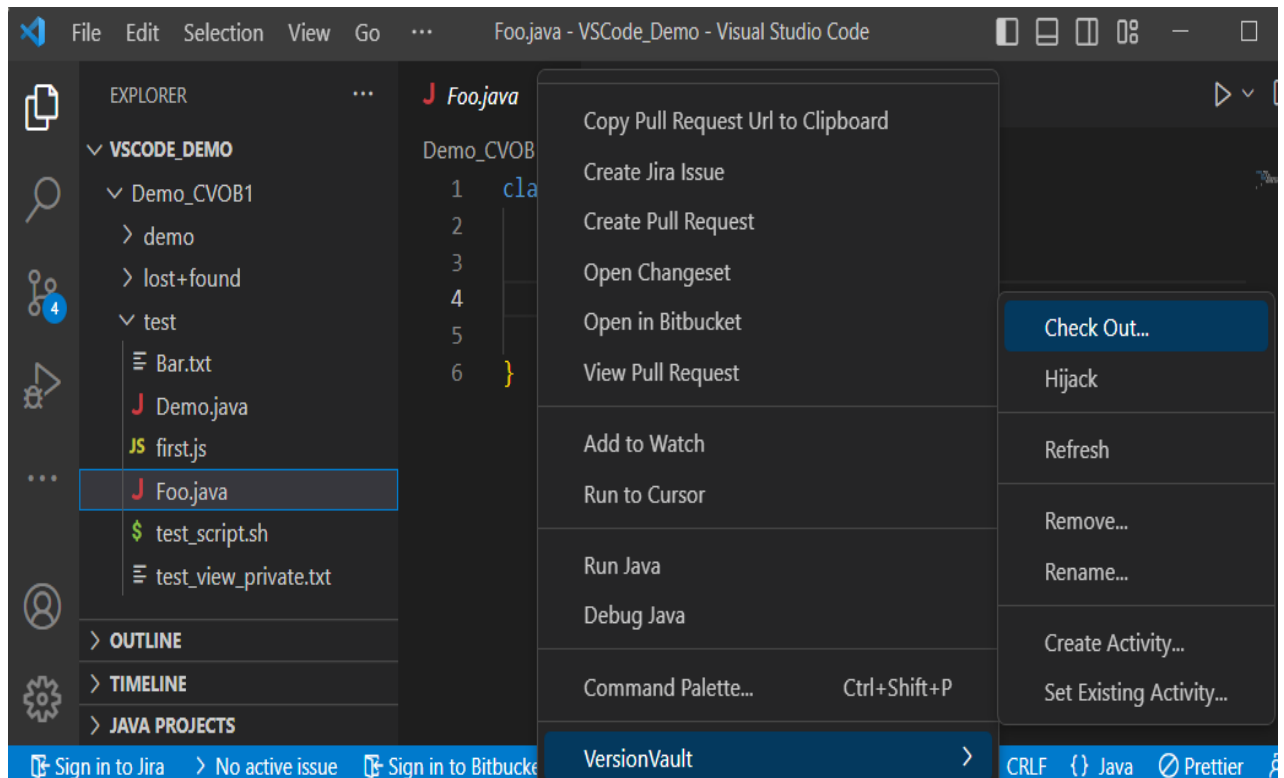 File Edit Selection View Go ··· Foo.java - VSCode_Demo - Visual Studio Code
EXPLORER ···
VSCODE_DEMO
Demo_CVOB1
demo
lost+found
test
Bar.txt
Demo.java
JS first.js
Foo.java
$ test_script.sh
test_view_private.txt
OUTLINE
TIMELINE
JAVA PROJECTS
4
J Foo.java
Demo_CVOB
1 cla
2
3
4
5
6 }
Copy Pull Request Url to Clipboard
Create Jira Issue
Create Pull Request
Open Changeset
Open in Bitbucket
View Pull Request
Add to Watch
Run to Cursor
Run Java
Debug Java
Command Palette... Ctrl+Shift+P
VersionVault
Check Out...
Hijack
Refresh
Remove...
Rename...
Create Activity...
Set Existing Activity...
Sign in to Jira No active issue Sign in to Bitbucke CRLF {} Java Prettier